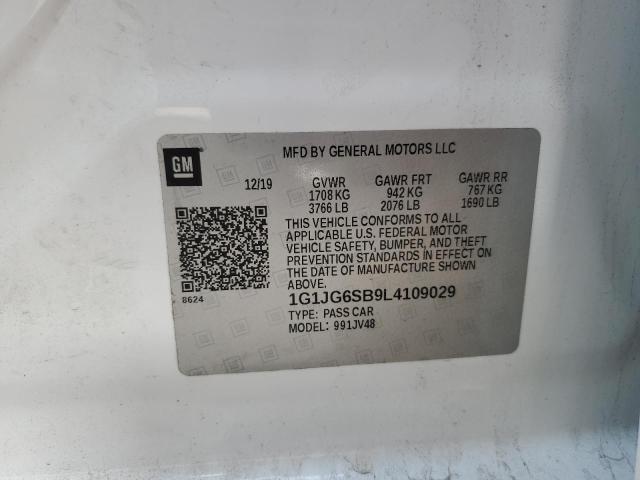 GM
MFD BY GENERAL MOTORS LLC
12/19 GVWR GAWR FRT GAWR RR
1708 KG 942 KG 767 KG
3766 LB 2076 LB 1690 LB
THIS VEHICLE CONFORMS TO ALL
APPLICABLE U.S. FEDERAL MOTOR
VEHICLE SAFETY, BUMPER, AND THEFT
PREVENTION STANDARDS IN EFFECT ON
THE DATE OF MANUFACTURE SHOWN
ABOVE.
8624
1G1JG6SB9L4109029
TYPE: PASS CAR
MODEL: 991JV48